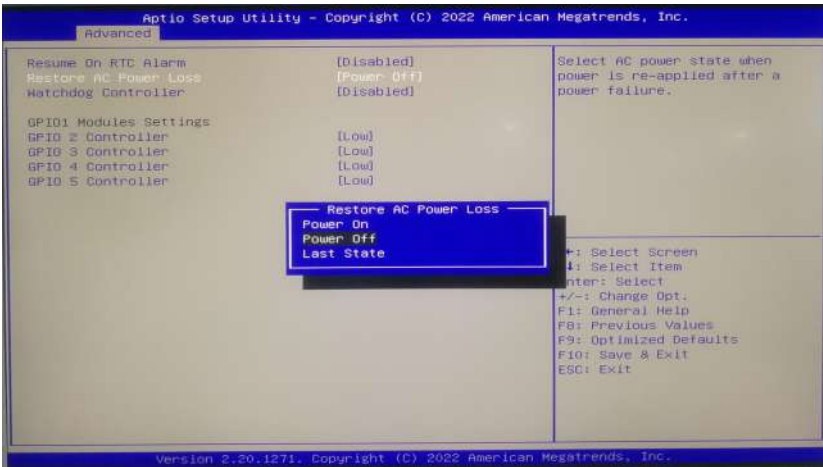 Aptio Setup Utility – Copyright (C) 2022 American Megatrends, Inc.
Advanced
Resume On RTC Alarm [Disabled]
Restore AC Power Loss [Power Off]
Watchdog Controller [Disabled]
GPIO1 Modules Settings
GPIO 2 Controller [Low]
GPIO 3 Controller [Low]
GPIO 4 Controller [Low]
GPIO 5 Controller [Low]
Select AC power state when
power is re-applied after a
power failure.
Restore AC Power Loss
Power On
Power Off
Last State
: Select Screen
: Select Item
nter: Select
+/-: Change Opt.
F1: General Help
F8: Previous Values
F9: Optimized Defaults
F10: Save & Exit
ESC: Exit
Version 2.20.1271. Copyright (C) 2022 American Megatrends, Inc.